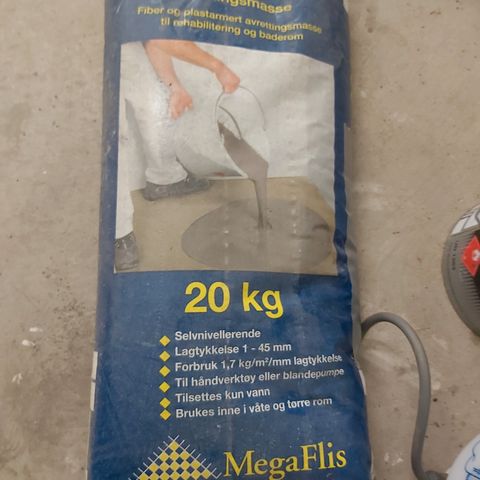 Fiber og plastarmert avrettingsmasse
til rehabilitering og baderom
20 kg
Selvnivellerende
Lagtykkelse 1 - 45 mm
Forbruk 1,7 kg/m²/mm lagtykkelse
Til håndverktøy eller blandepumpe
Tilsettes kun vann
Brukes inne i våte og tørre rom
MegaFlis